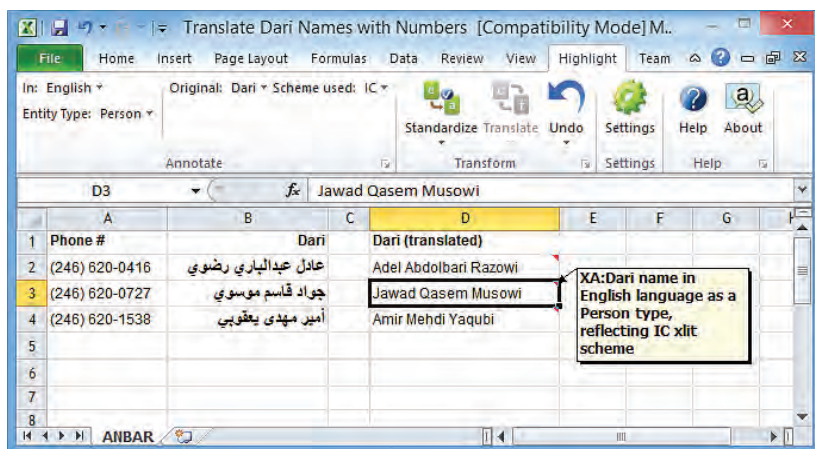 Translate Dari Names with Numbers [Compatibility Mode] M..
File Home Insert Page Layout Formulas Data Review View Highlight Team
In: English Original: Dari Scheme used: IC
Entity Type: Person
Standardize Translate Undo Settings Help About
Annotate Transform Settings Help
D3 fx Jawad Qasem Musowi
A B C D E F G
1 Phone # Dari Dari (translated)
2 (246) 620-0416 عادل عبدالباري رضوي Adel Abdolbari Razowi
3 (246) 620-0727 جواد قاسم موسوي Jawad Qasem Musowi
4 (246) 620-1538 أمير مهدى يعقوبي Amir Mehdi Yaqubi
XA:Dari name in
English language as a
Person type,
reflecting IC xlit
scheme
5
6
7
8
ANBAR